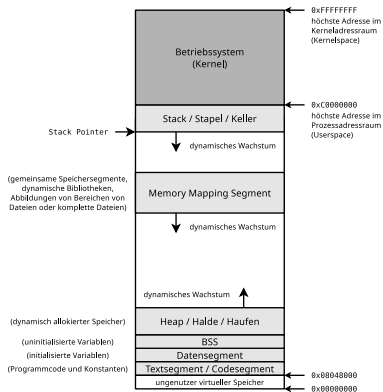 0xFFFFFFFF
höchste Adresse im
Kerneladressraum
(Kernelspace)
Betriebssystem
(Kernel)
0xC0000000
höchste Adresse im
Prozessadressraum
(Userspace)
Stack / Stapel / Keller
Stack Pointer
dynamisches Wachstum
(gemeinsame Speichersegmente,
dynamische Bibliotheken,
Abbildungen von Bereichen von
Dateien oder komplette Dateien)
Memory Mapping Segment
dynamisches Wachstum
dynamisches Wachstum
(dynamisch allokierter Speicher)
Heap / Halde / Haufen
(uninitialisierte Variablen)
BSS
(initialisierte Variablen)
Datensegment
(Programmcode und Konstanten)
Textsegment / Codesegment
0x08048000
ungenutzer virtueller Speicher
0x00000000